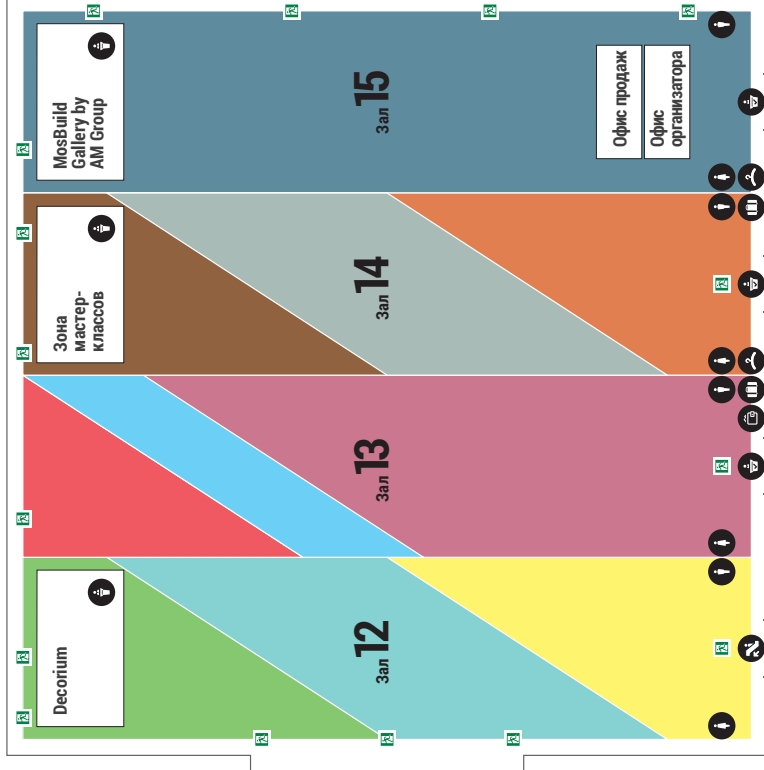 MosBuild
Gallery by
AM Group
Зал 15
Офис продаж
Офис
организатора
Зона
мастер-
классов
Зал 14
Зал 13
Decorium
Зал 12